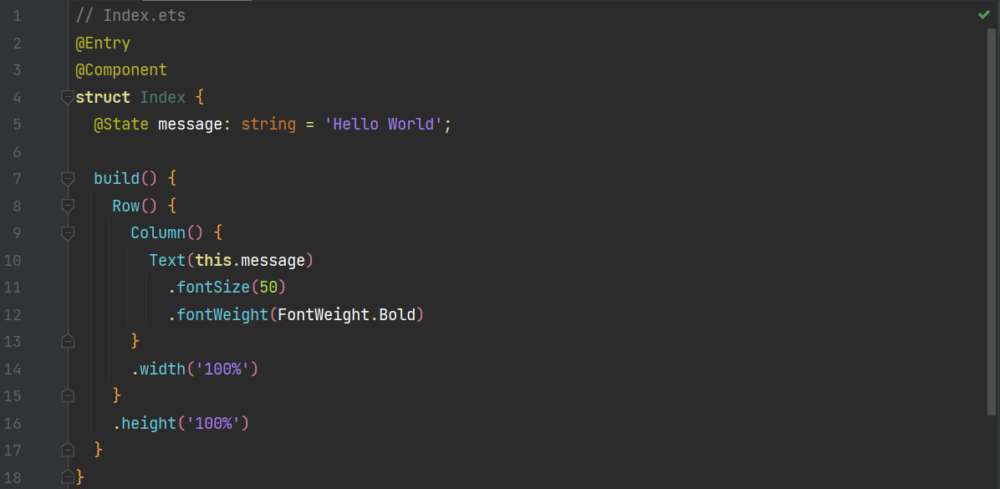 1 // Index.ets
2 @Entry
3 @Component
4 struct Index {
5   @State message: string = 'Hello World';
6
7   build() {
8     Row() {
9       Column() {
10         Text(this.message)
11           .fontSize(50)
12           .fontWeight(FontWeight.Bold)
13       }
14       .width('100%')
15     }
16     .height('100%')
17   }
18 }